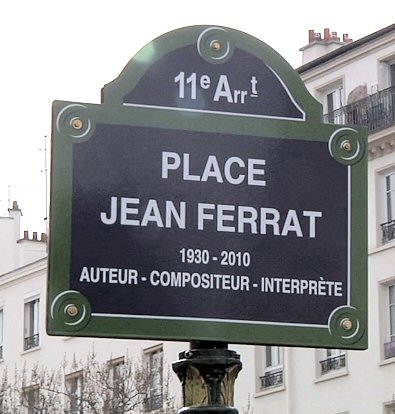 11e Arrt
PLACE
JEAN FERRAT
1930 - 2010
AUTEUR - COMPOSITEUR - INTERPRÈTE